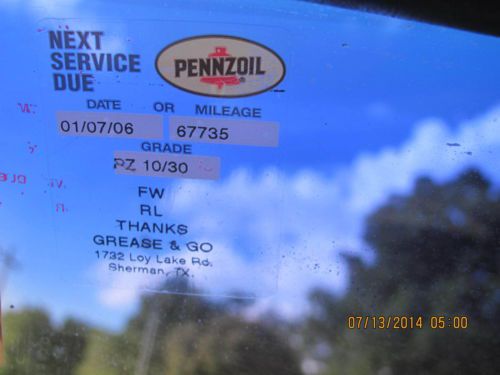 NEXT
SERVICE
DUE
PENNZOIL
DATE OR MILEAGE
01/07/06 67735
GRADE
PZ 10/30
FW
RL
THANKS
GREASE & GO
1732 Loy Lake Rd.
Sherman, TX.
07/13/2014 05:00